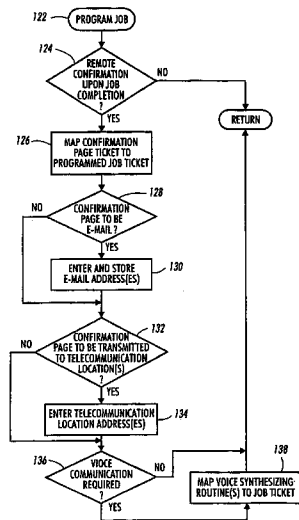 122
PROGRAM JOB
124
REMOTE
CONFIRMATION
UPON JOB
COMPLETION
?
NO
YES
RETURN
126
MAP CONFIRMATION
PAGE TICKET TO
PROGRAMMED JOB
TICKET
128
CONFIRMATION
PAGE TO BE
E-MAIL ?
NO
YES
ENTER AND STORE
E-MAIL ADDRESS(ES)
130
132
CONFIRMATION
PAGE TO BE TRANSMITTED
TO TELECOMMUNICATION
LOCATION(S)
?
NO
YES
ENTER TELECOMMUNICATION
LOCATION ADDRESS(ES)
134
136
VIOCE
COMMUNICATION
REQUIRED
?
NO
YES
138
MAP VOICE SYNTHESIZING
ROUTINE(S) TO JOB TICKET